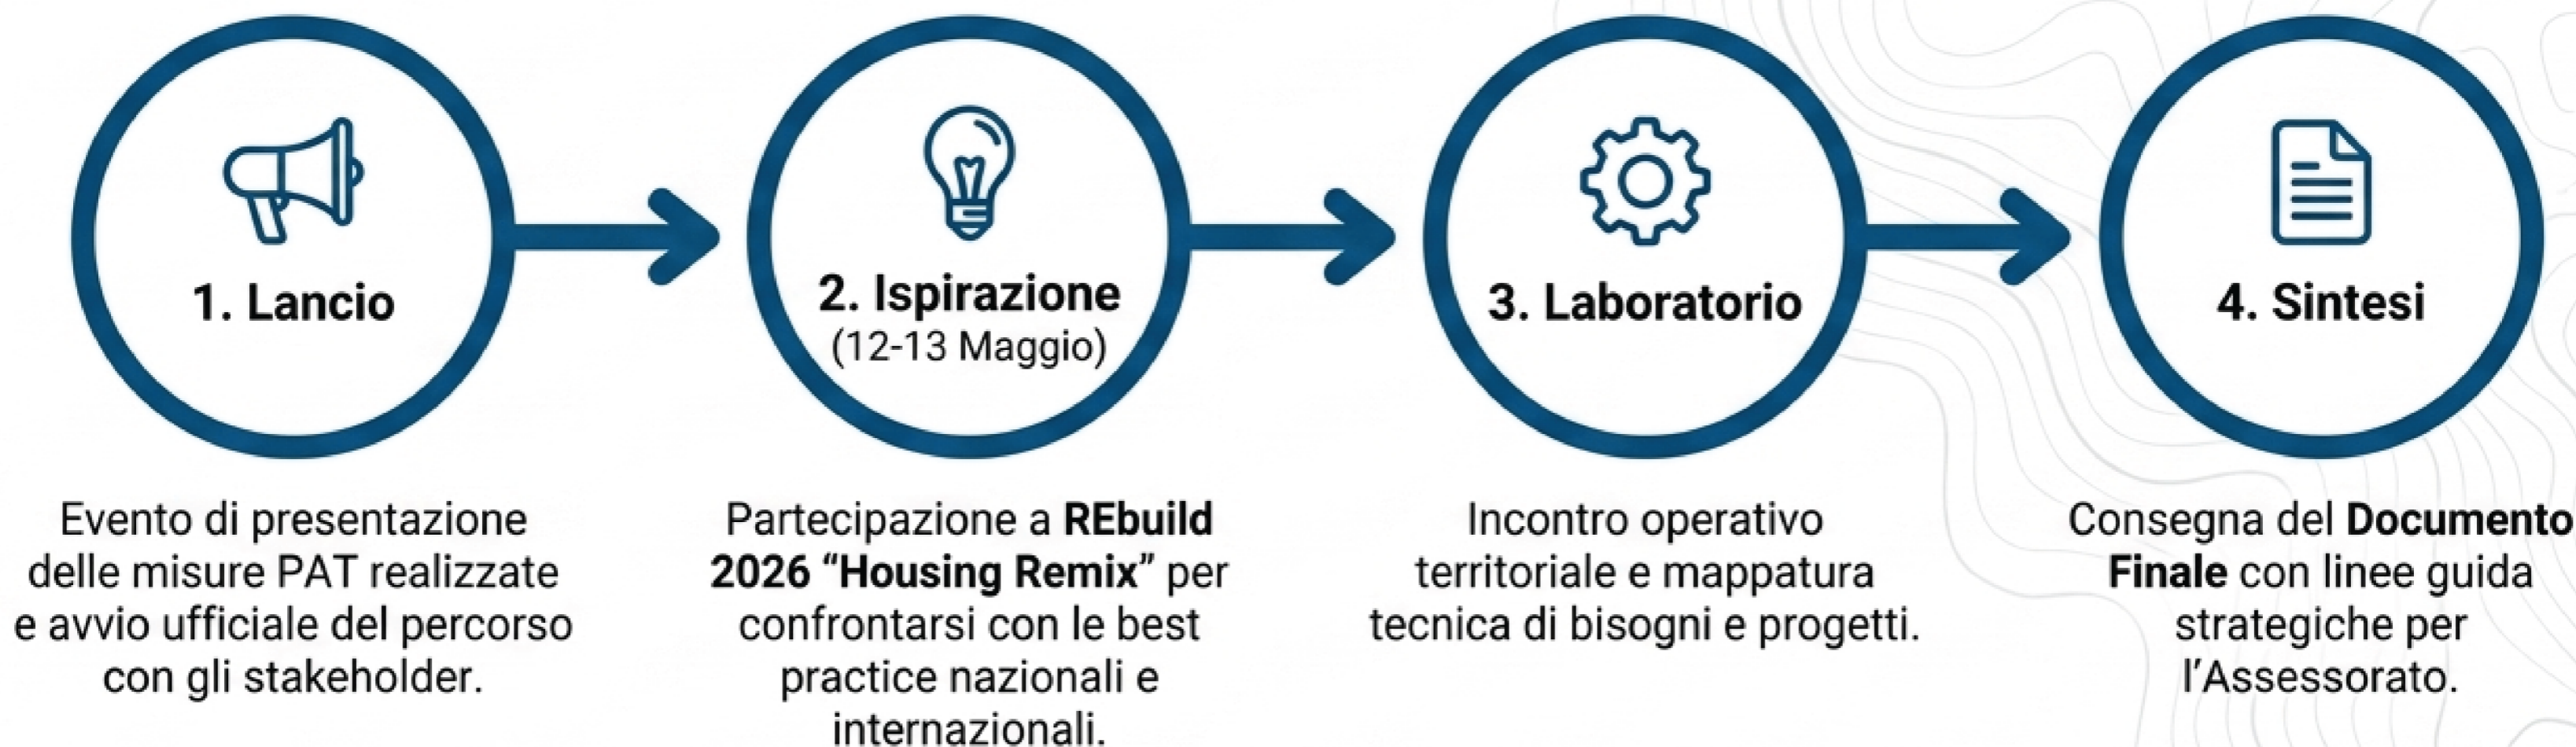 1. Lancio
Evento di presentazione
delle misure PAT realizzate
e avvio ufficiale del percorso
con gli stakeholder.
2. Ispirazione
(12-13 Maggio)
Partecipazione a REbuild
2026 “Housing Remix” per
confrontarsi con le best
practice nazionali e
internazionali.
3. Laboratorio
Incontro operativo
territoriale e mappatura
tecnica di bisogni e progetti.
4. Sintesi
Consegna del Documento
Finale con linee guida
strategiche per
l’Assessorato.